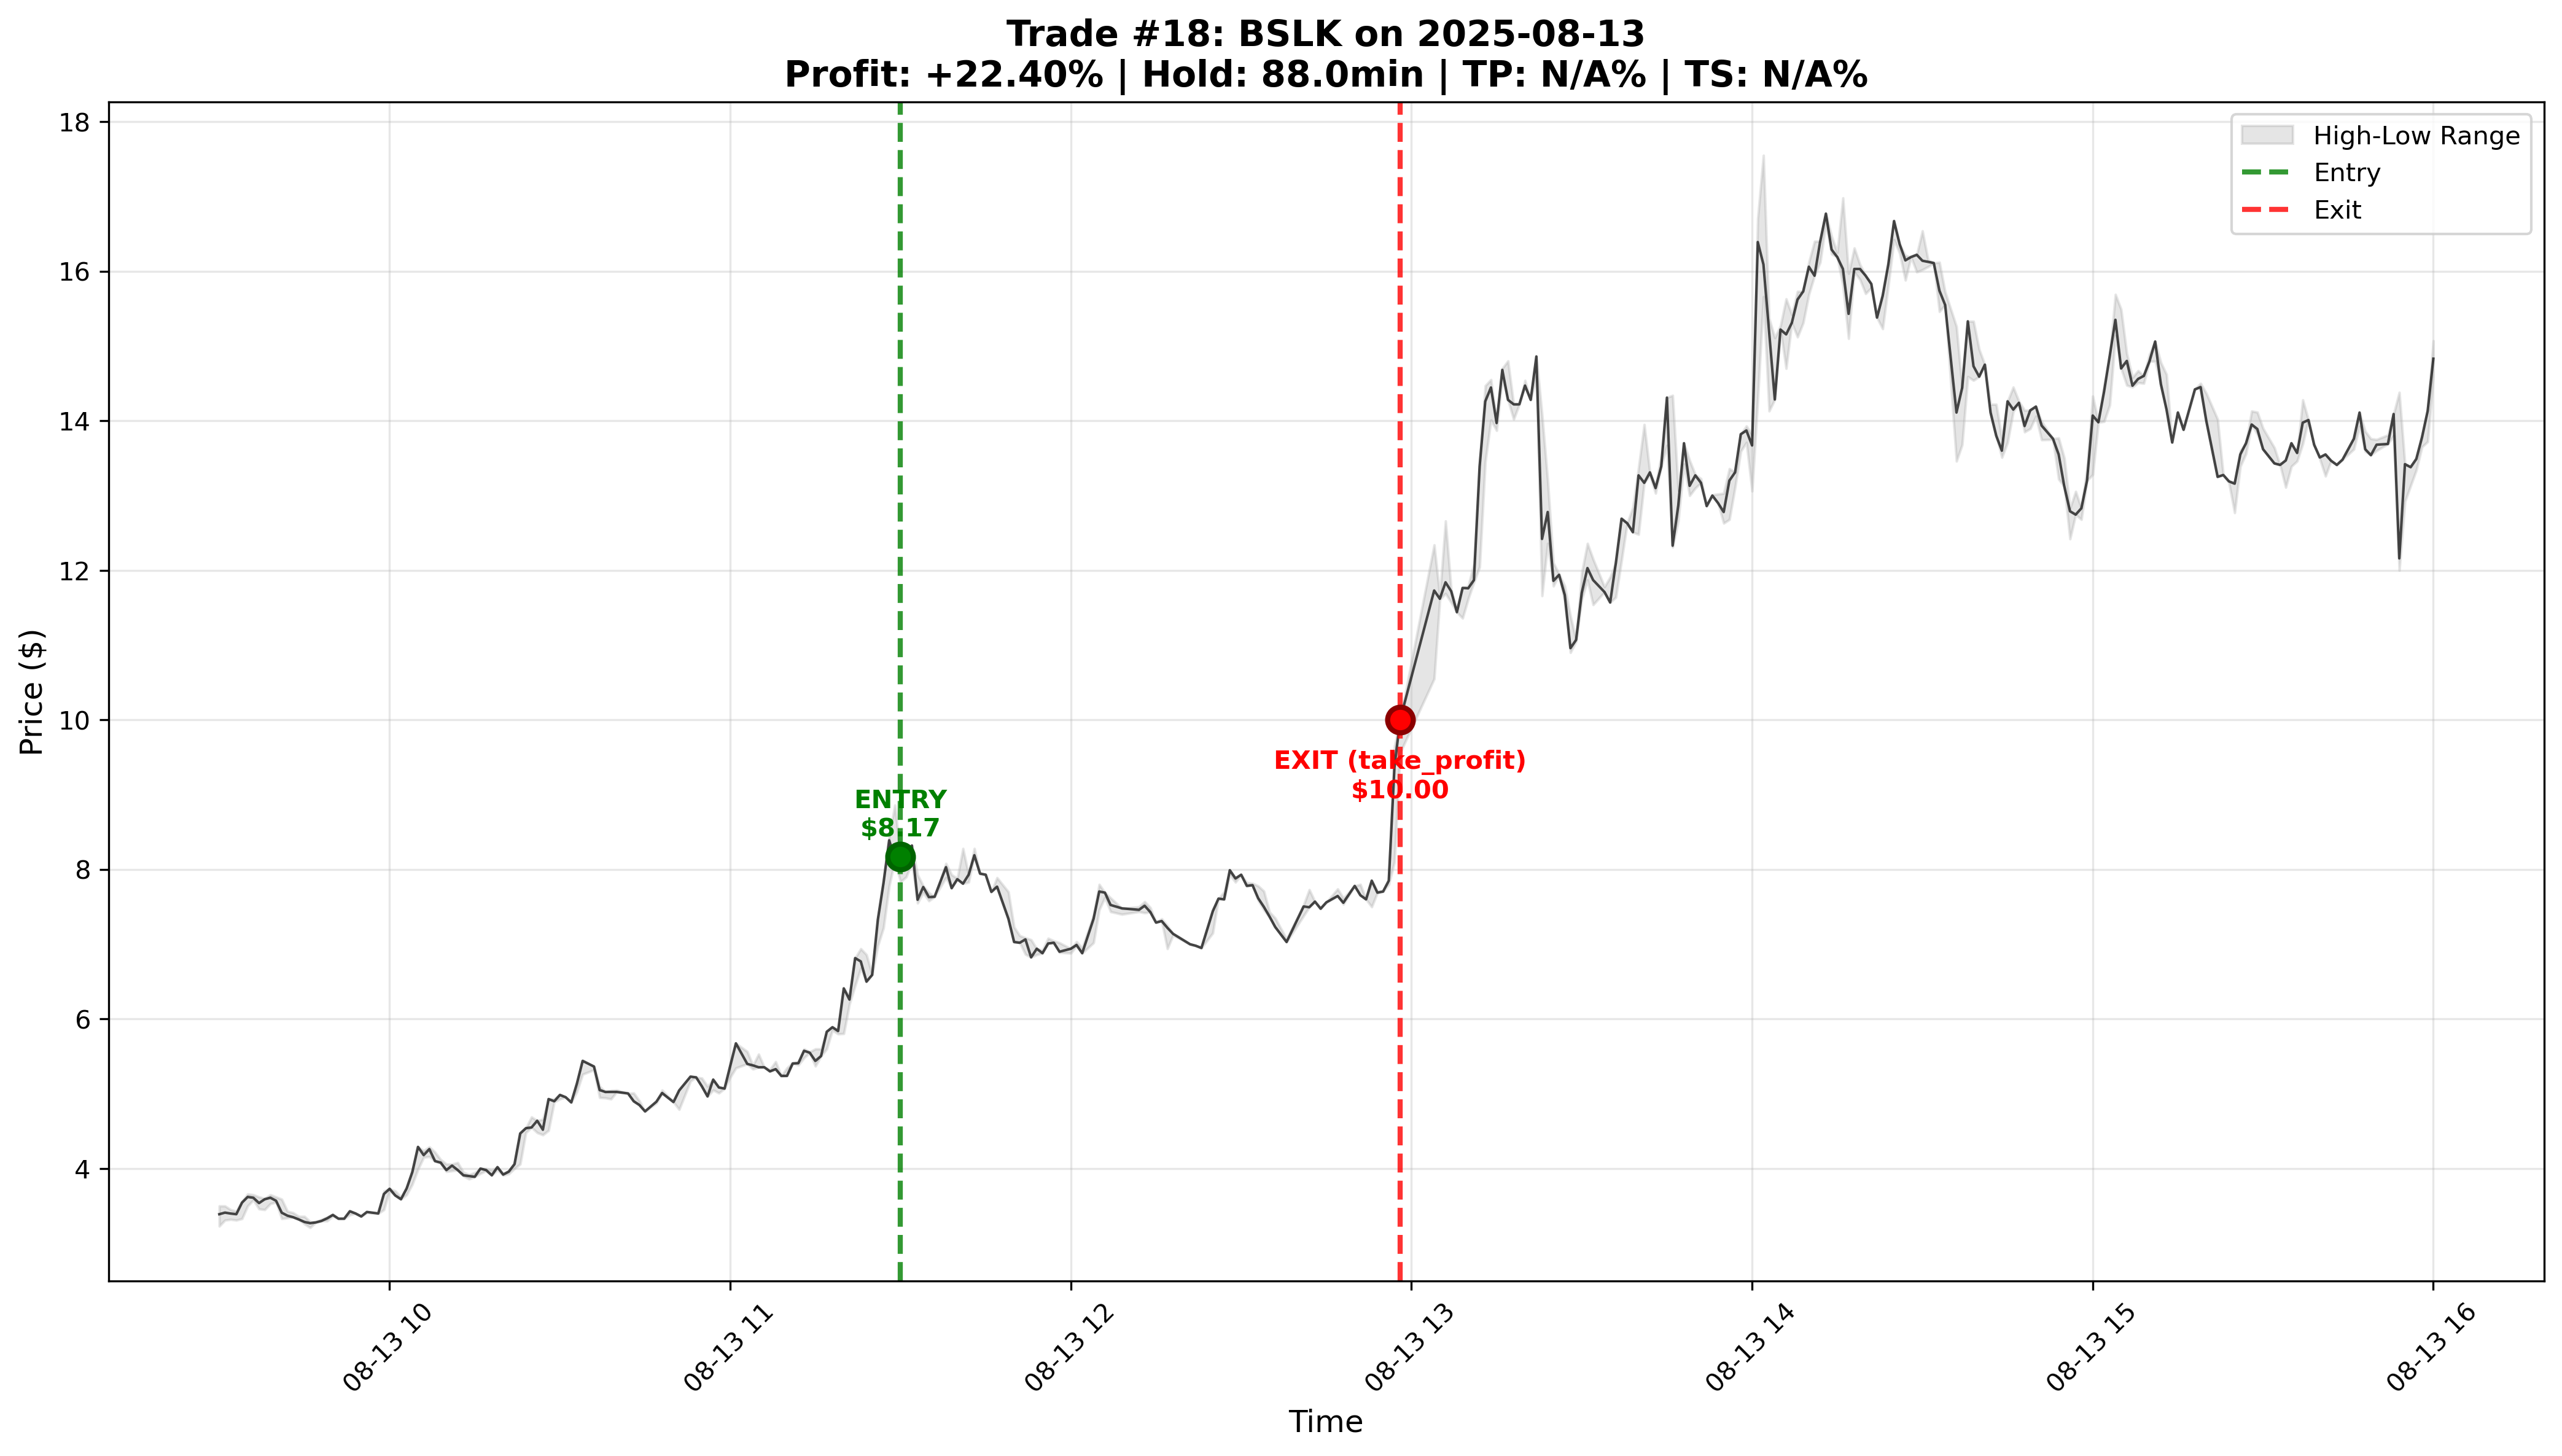 Trade #18: BSLK on 2025-08-13
Profit: +22.40% | Hold: 88.0min | TP: N/A% | TS: N/A%
High-Low Range
Entry
Exit
18
16
14
12
10
8
6
4
Price ($)
ENTRY
$8.17
EXIT (take_profit)
$10.00
08-13 10
08-13 11
08-13 12
08-13 13
08-13 14
08-13 15
08-13 16
Time